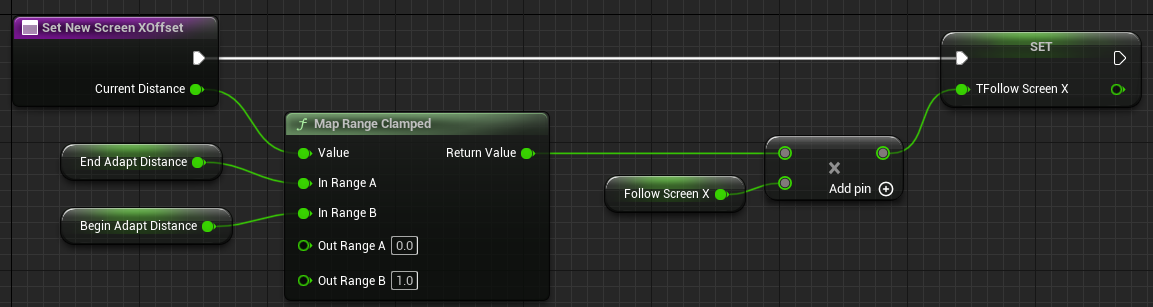 Set New Screen XOffset
Current Distance
SET
TFollow Screen X
f Map Range Clamped
Value
Return Value
In Range A
In Range B
Out Range A 0.0
Out Range B 1.0
End Adapt Distance
Begin Adapt Distance
Follow Screen X
×
Add pin +